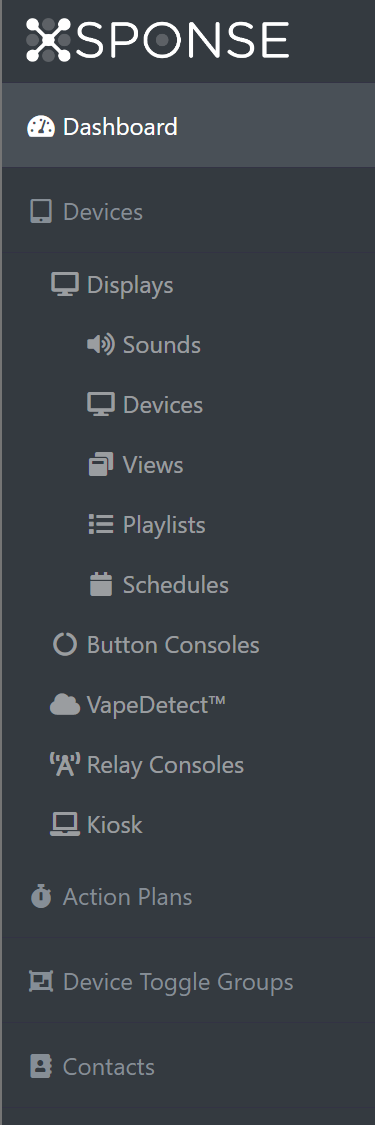 XSPONSE
Dashboard
Devices
Displays
Sounds
Devices
Views
Playlists
Schedules
Button Consoles
VapeDetect™
Relay Consoles
Kiosk
Action Plans
Device Toggle Groups
Contacts